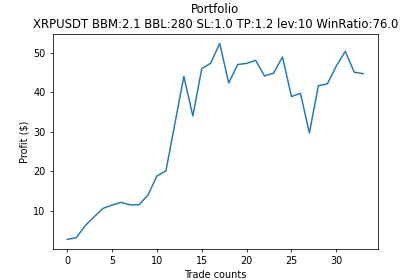 Portfolio
XRPUSDT BBM:2.1 BBL:280 SL:1.0 TP:1.2 lev:10 WinRatio:76.0
50
40
30
20
10
Profit ($)
0 5 10 15 20 25 30
Trade counts